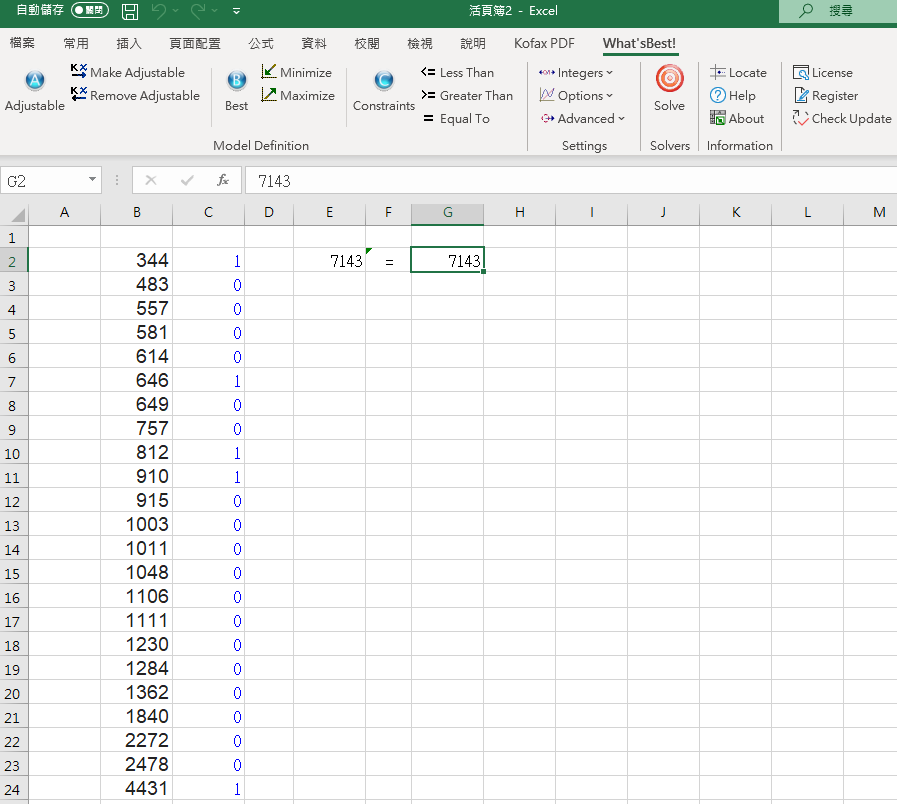 自動儲存 關閉 活頁簿2 - Excel 搜尋
檔案 常用 插入 頁面配置 公式 資料 校閱 檢視 說明 Kofax PDF What'sBest!
Adjustable Make Adjustable Remove Adjustable Best Minimize Maximize Constraints Less Than Greater Than Equal To Integers Options Advanced Solve Locate Help About License Register Check Update
Model Definition Settings Solvers Information
G2 fx 7143
A B C D E F G H I J K L M
1
2 344 1 7143 = 7143
3 483 0
4 557 0
5 581 0
6 614 0
7 646 1
8 649 0
9 757 0
10 812 1
11 910 1
12 915 0
13 1003 0
14 1011 0
15 1048 0
16 1106 0
17 1111 0
18 1230 0
19 1284 0
20 1362 0
21 1840 0
22 2272 0
23 2478 0
24 4431 1